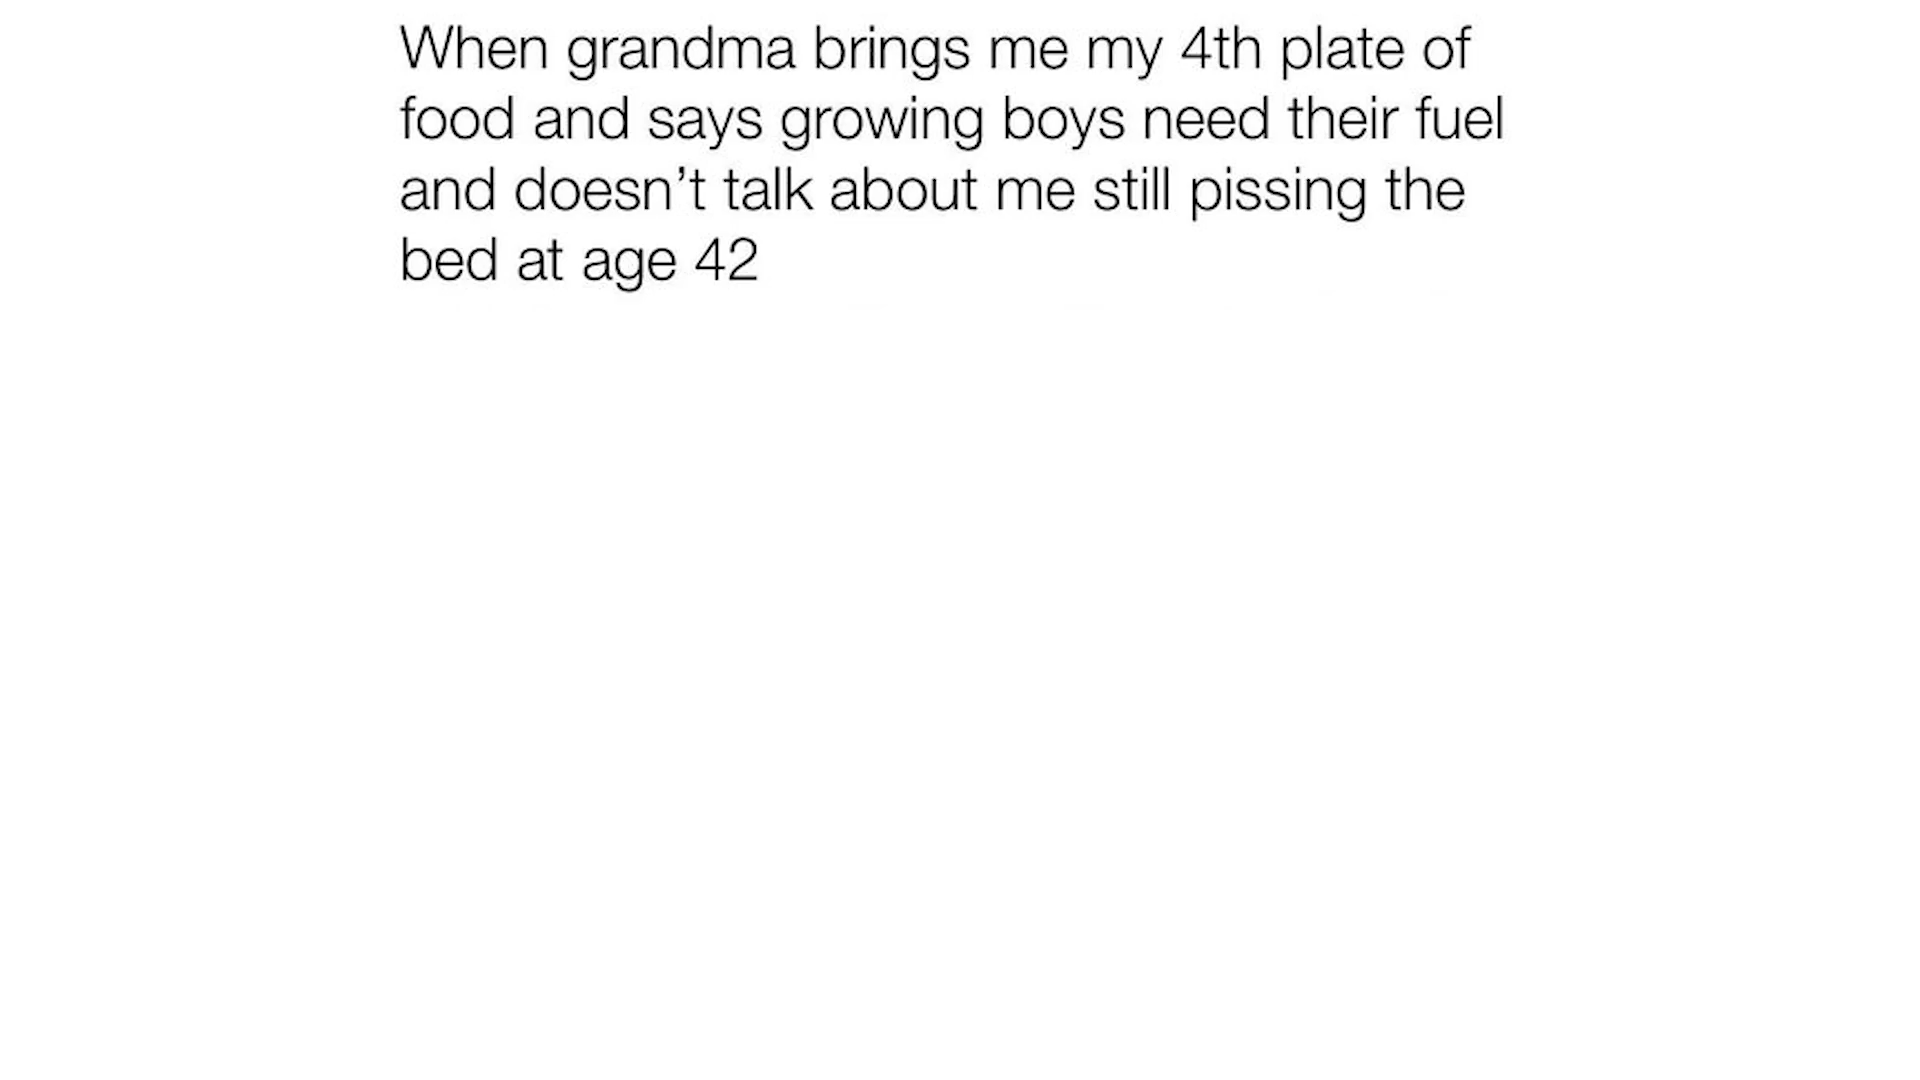 When grandma brings me my 4th plate of
food and says growing boys need their fuel
and doesn’t talk about me still pissing the
bed at age 42